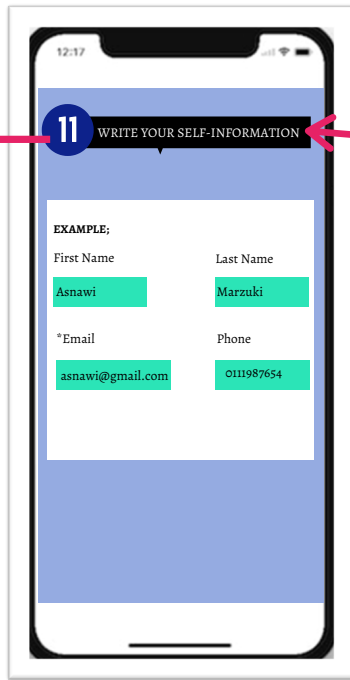 12:17
11
WRITE YOUR SELF-INFORMATION
EXAMPLE;
First Name
Last Name
Asnawi
Marzuki
*Email
Phone
asnawi@gmail.com
0111987654